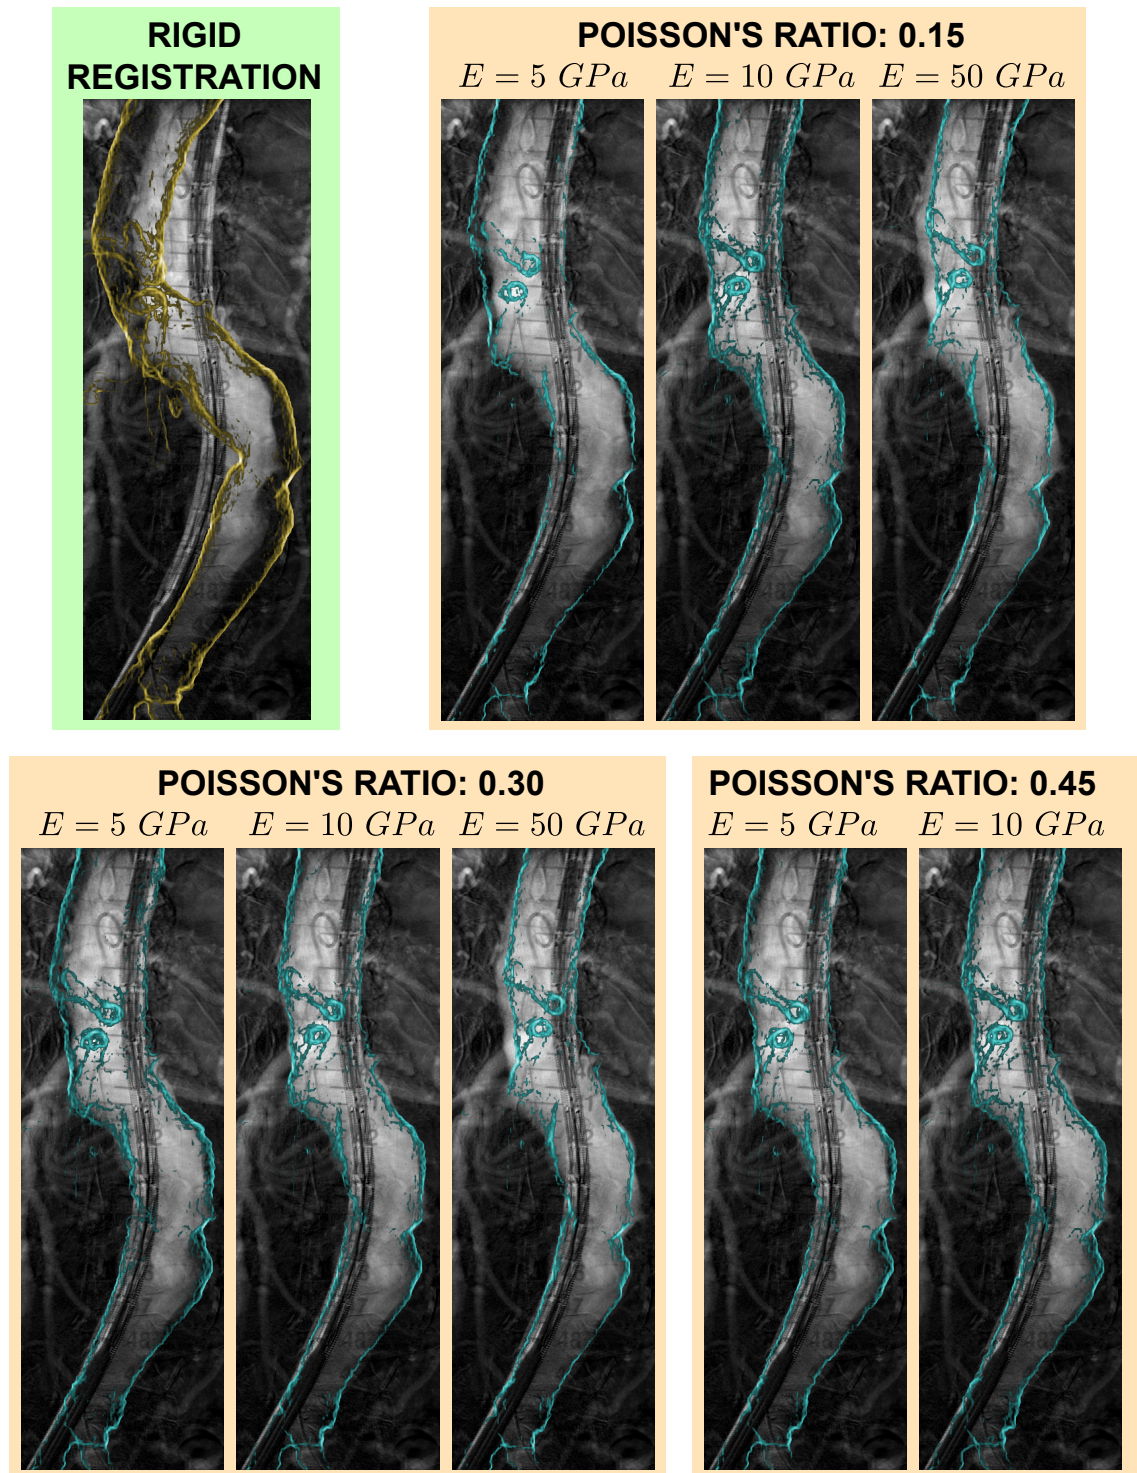 RIGID
REGISTRATION
POISSON'S RATIO: 0.15
E = 5 GPa
E = 10 GPa
E = 50 GPa
POISSON'S RATIO: 0.30
E = 5 GPa
E = 10 GPa
E = 50 GPa
POISSON'S RATIO: 0.45
E = 5 GPa
E = 10 GPa